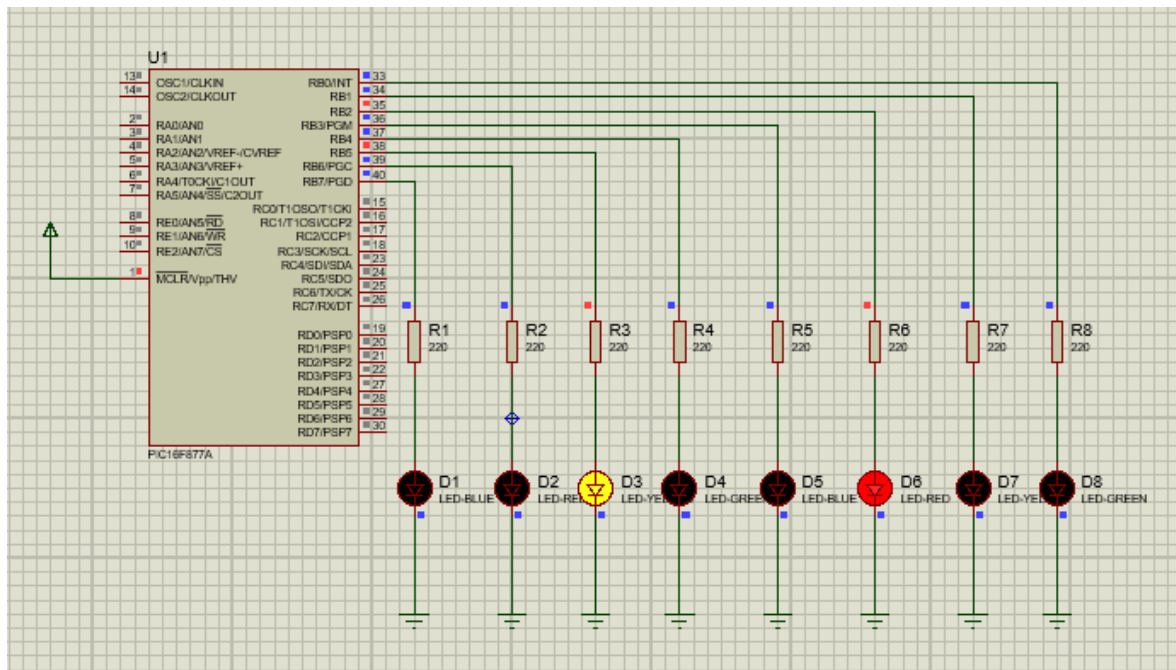 U1
13 OSC1/CLKIN RB0/INT 33
14 OSC2/CLKOUT RB1 34
RB2 35
2 RA0/AN0 RB3/PGM 36
3 RA1/AN1 RB4 37
4 RA2/AN2/VREF-/CVREF RB5 38
5 RA3/AN3/VREF+ RB6/PGC 39
6 RA4/T0CKI/C1OUT RB7/PGD 40
7 RA5/AN4/SS/C2OUT
RC0/T1OSO/T1CKI 15
8 RE0/AN5/RD RC1/T1OSI/CCP2 16
9 RE1/AN6/WR RC2/CCP1 17
10 RE2/AN7/CS RC3/SCK/SCL 18
RC4/SDI/SDA 23
1 MCLR/Vpp/THV RC5/SDO 24
RC6/TX/CK 25
RC7/RX/DT 26
RD0/PSP0 19
RD1/PSP1 20
RD2/PSP2 21
RD3/PSP3 22
RD4/PSP4 27
RD5/PSP5 28
RD6/PSP6 29
RD7/PSP7 30
PIC16F877A
R1 R2 R3 R4 R5 R6 R7 R8
220 220 220 220 220 220 220 220
D1 D2 D3 D4 D5 D6 D7 D8
LED-BLUE LED-RE LED-YE LED-GREE LED-BLUE LED-RED LED-YE LED-GREEN